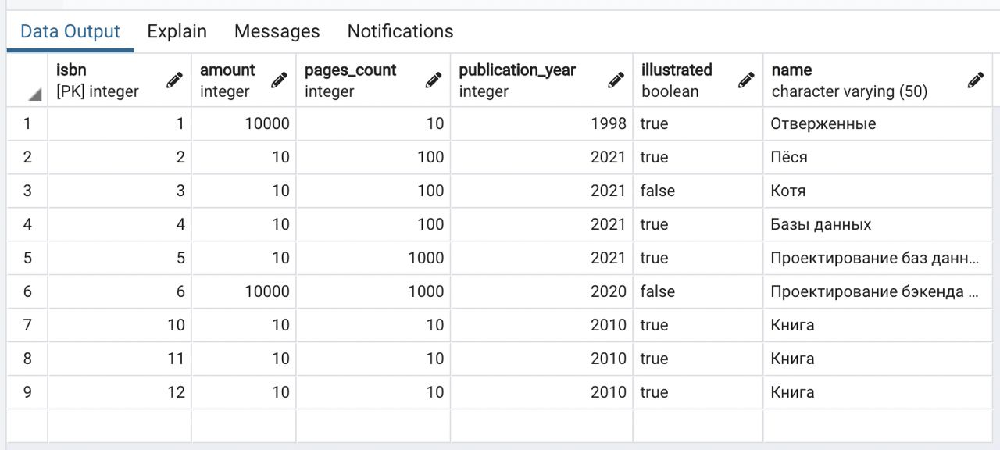 Data Output Explain Messages Notifications
isbn amount pages_count publication_year illustrated name
[PK] integer integer integer integer boolean character varying (50)
1 1 10000 10 1998 true Отверженные
2 2 10 100 2021 true Пёся
3 3 10 100 2021 false Котя
4 4 10 100 2021 true Базы данных
5 5 10 1000 2021 true Проектирование баз данн...
6 6 10000 1000 2020 false Проектирование бэкенда ...
7 10 10 10 2010 true Книга
8 11 10 10 2010 true Книга
9 12 10 10 2010 true Книга